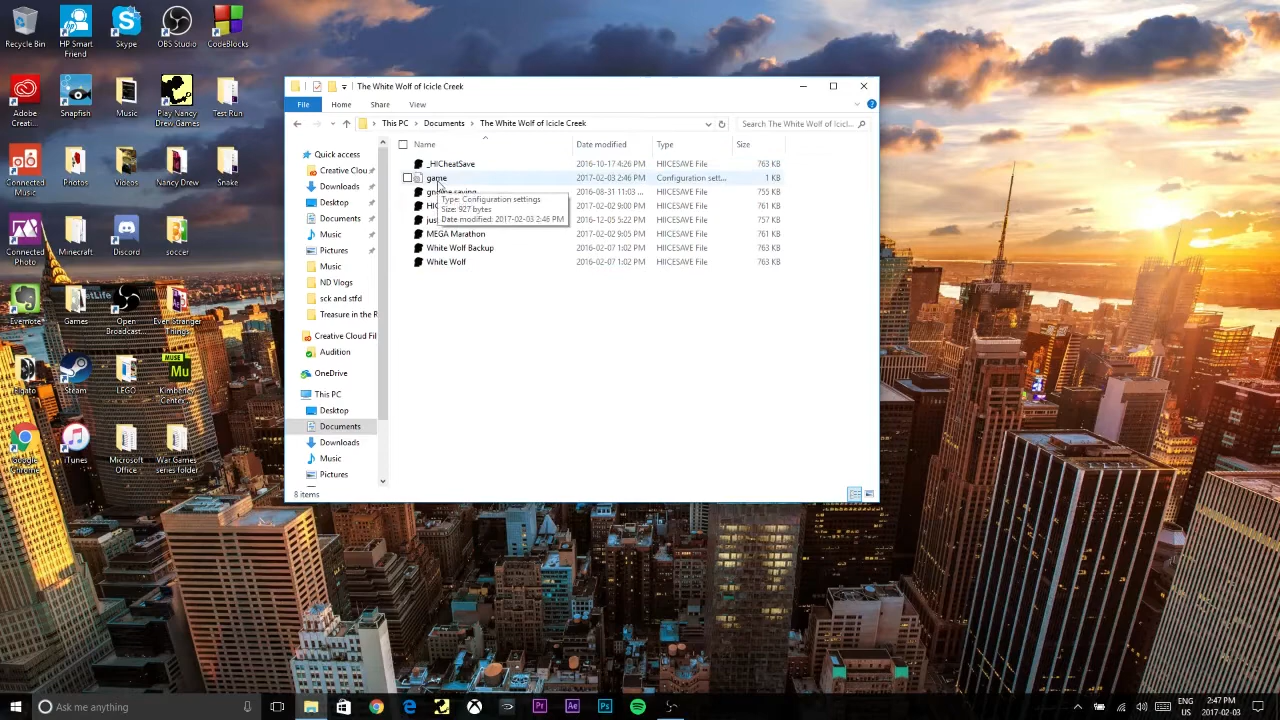 Recycle Bin
HP Smart Friend
Skype
OBS Studio
CodeBlocks
Adobe Creati...
Snapfish
Music
Play Nancy Drew Games
Test Run
Connected Music
Photos
Videos
Nancy Drew
Snake
Connected Photo
Minecraft
Discord
soccer
Evernote
Games
Open Broadcast...
Elgato
Steam
LEGO
Mu
MUSE
Google Chrome
iTunes
Microsoft Office
War Games series folder
The White Wolf of Icicle Creek
File Home Share View
This PC > Documents > The White Wolf of Icicle Creek
Search The White Wolf of Icicl...
Name Date modified Type Size
Quick access
Creative Clou
Downloads
Desktop
Documents
Music
Pictures
Music
ND Vlogs
sck and stfd
Treasure in the R
Creative Cloud Fil
Audition
OneDrive
This PC
Desktop
Documents
Downloads
Music
Pictures
_HICheatSave 2016-10-17 4:26 PM HIICESAVE File 763 KB
game 2017-02-03 2:46 PM Configuration sett... 1 KB
2016-08-31 11:03 ... HIICESAVE File 755 KB
2017-02-02 9:00 PM HIICESAVE File 763 KB
2016-12-05 5:22 PM HIICESAVE File 757 KB
MEGA Marathon 2017-02-02 9:05 PM HIICESAVE File 761 KB
White Wolf Backup 2016-02-07 1:02 PM HIICESAVE File 763 KB
White Wolf 2016-02-07 1:02 PM HIICESAVE File 763 KB
Type: Configuration settings
Size: 927 bytes
Date modified: 2017-02-03 2:46 PM
8 items
Ask me anything
Pr
Ae
Ps
ENG
US
2:47 PM
2017-02-03